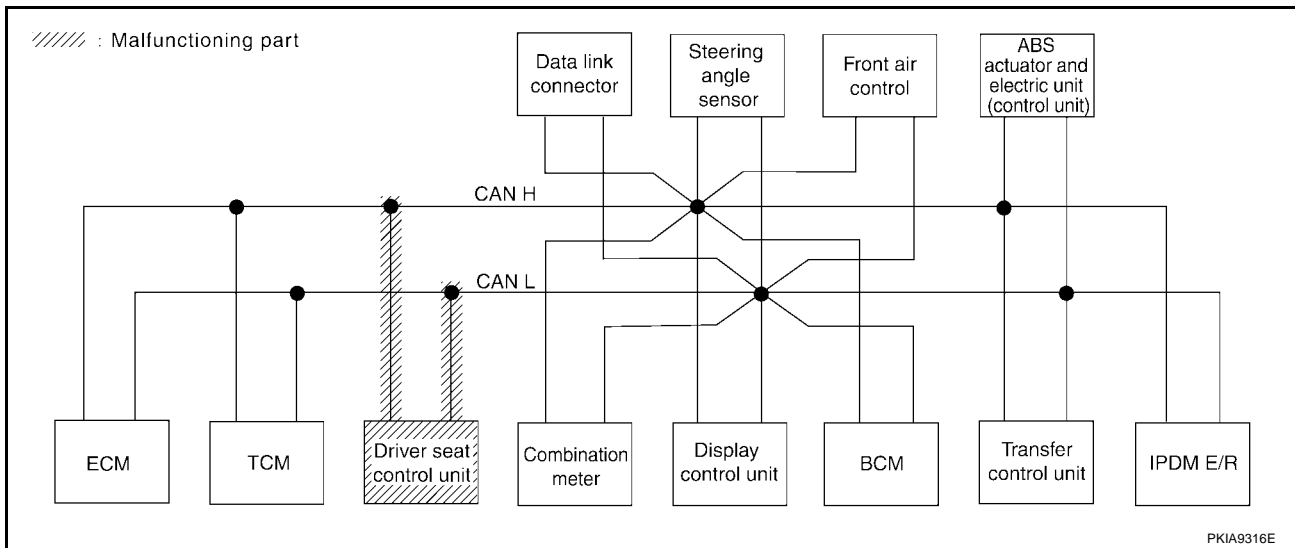 : Malfunctioning part
Data link
connector
Steering
angle
sensor
Front air
control
ABS
actuator and
electric unit
(control unit)
CAN H
CAN L
ECM
TCM
Driver seat
control unit
Combination
meter
Display
control unit
BCM
Transfer
control unit
IPDM E/R
PKIA9316E